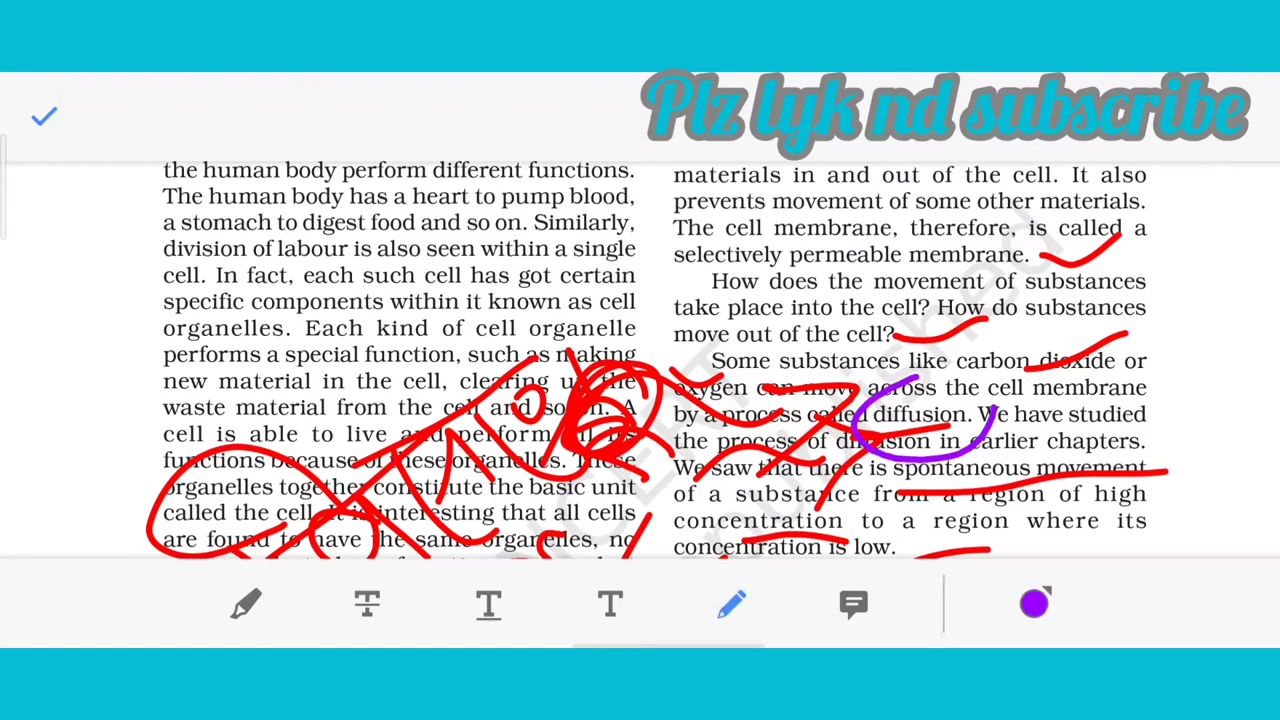 Plz lyk nd subscribe
the human body perform different functions.
The human body has a heart to pump blood,
a stomach to digest food and so on. Similarly,
division of labour is also seen within a single
cell. In fact, each such cell has got certain
specific components within it known as cell
organelles. Each kind of cell organelle
performs a special function, such as making
new material in the cell, clearing up the
waste material from the cell and so on. A
cell is able to live and perform all its
functions because of these organelles. These
organelles together constitute the basic unit
called the cell. It is interesting that all cells
are found to have the same organelles, no
materials in and out of the cell. It also
prevents movement of some other materials.
The cell membrane, therefore, is called a
selectively permeable membrane.
How does the movement of substances
take place into the cell? How do substances
move out of the cell?
Some substances like carbon dioxide or
oxygen can move across the cell membrane
by a process called diffusion. We have studied
the process of diffusion in earlier chapters.
We saw that there is spontaneous movement
of a substance from a region of high
concentration to a region where its
concentration is low.